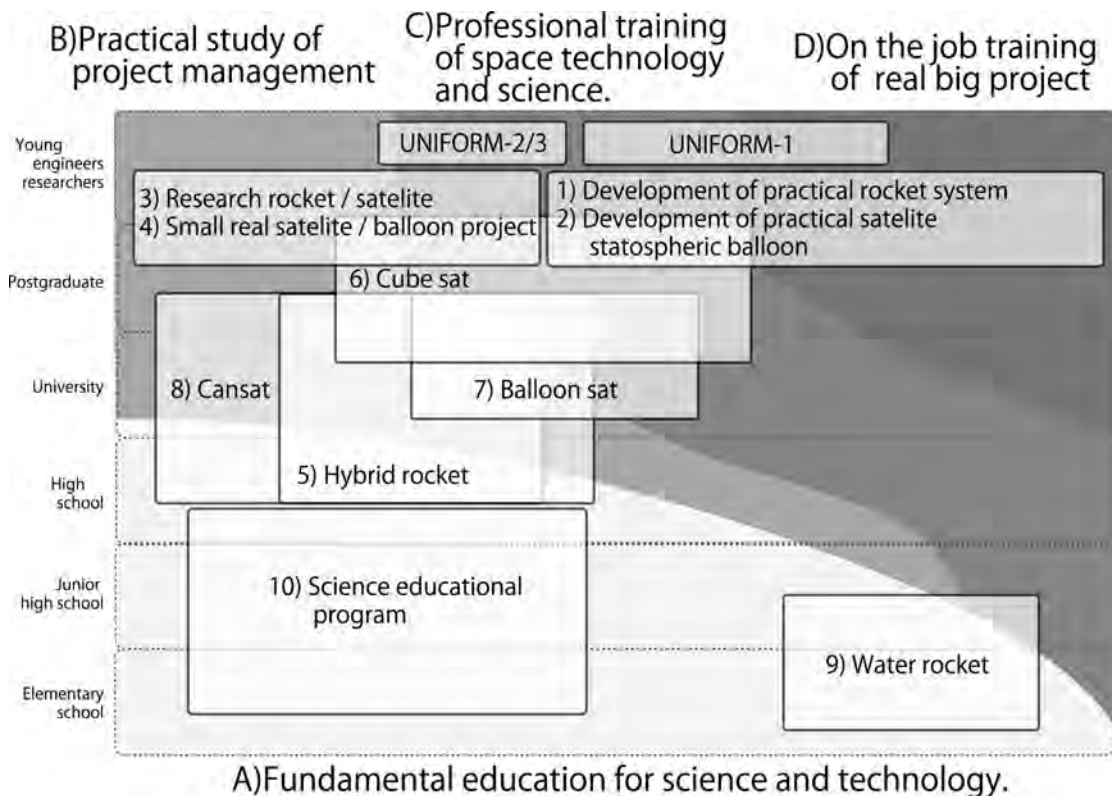 B)Practical study of
project management
C)Professional training
of space technology
and science.
D)On the job training
of real big project
Young
engineers
researchers
UNIFORM-2/3
UNIFORM-1
3) Research rocket / satelite
4) Small real satelite / balloon project
1) Development of practical rocket system
2) Development of practical satelite
statospheric balloon
Postgraduate
6) Cube sat
University
8) Cansat
7) Balloon sat
High
school
5) Hybrid rocket
Junior
high school
10) Science educational
program
Elementary
school
9) Water rocket
A)Fundamental education for science and technology.